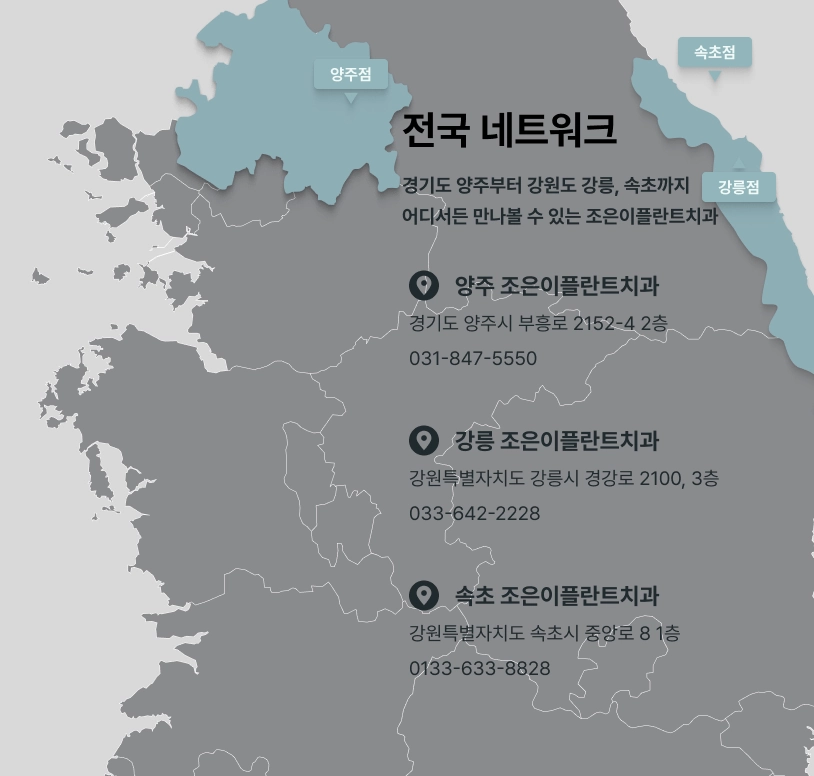 양주점
속초점
전국 네트워크
강릉점
경기도 양주부터 강원도 강릉, 속초까지
어디서든 만나볼 수 있는 조은이플란트치과
양주 조은이플란트치과
경기도 양주시 부흥로 2152-4 2층
031-847-5550
강릉 조은이플란트치과
강원특별자치도 강릉시 경강로 2100, 3층
033-642-2228
속초 조은이플란트치과
강원특별자치도 속초시 중앙로 8 1층
0133-633-8828